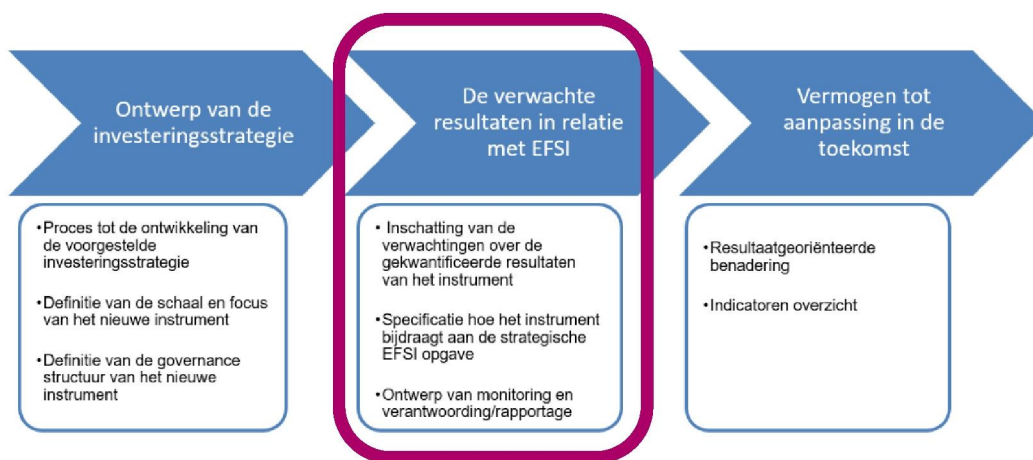 Ontwerp van de
investeringsstrategie
De verwachte
resultaten in relatie
met EFSI
Vermogen tot
aanpassing in de
toekomst
•Proces tot de ontwikkeling van
de voorgestelde
investeringsstrategie
•Definitie van de schaal en focus
van het nieuwe instrument
•Definitie van de governance
structuur van het nieuwe
instrument
• Inschatting van de
verwachtingen over de
gekwantificeerde resultaten
van het instrument
•Specificatie hoe het instrument
bijdraagt aan de strategische
EFSI opgave
•Ontwerp van monitoring en
verantwoording/rapportage
•Resultaatgeoriënteerde
benadering
•Indicatoren overzicht